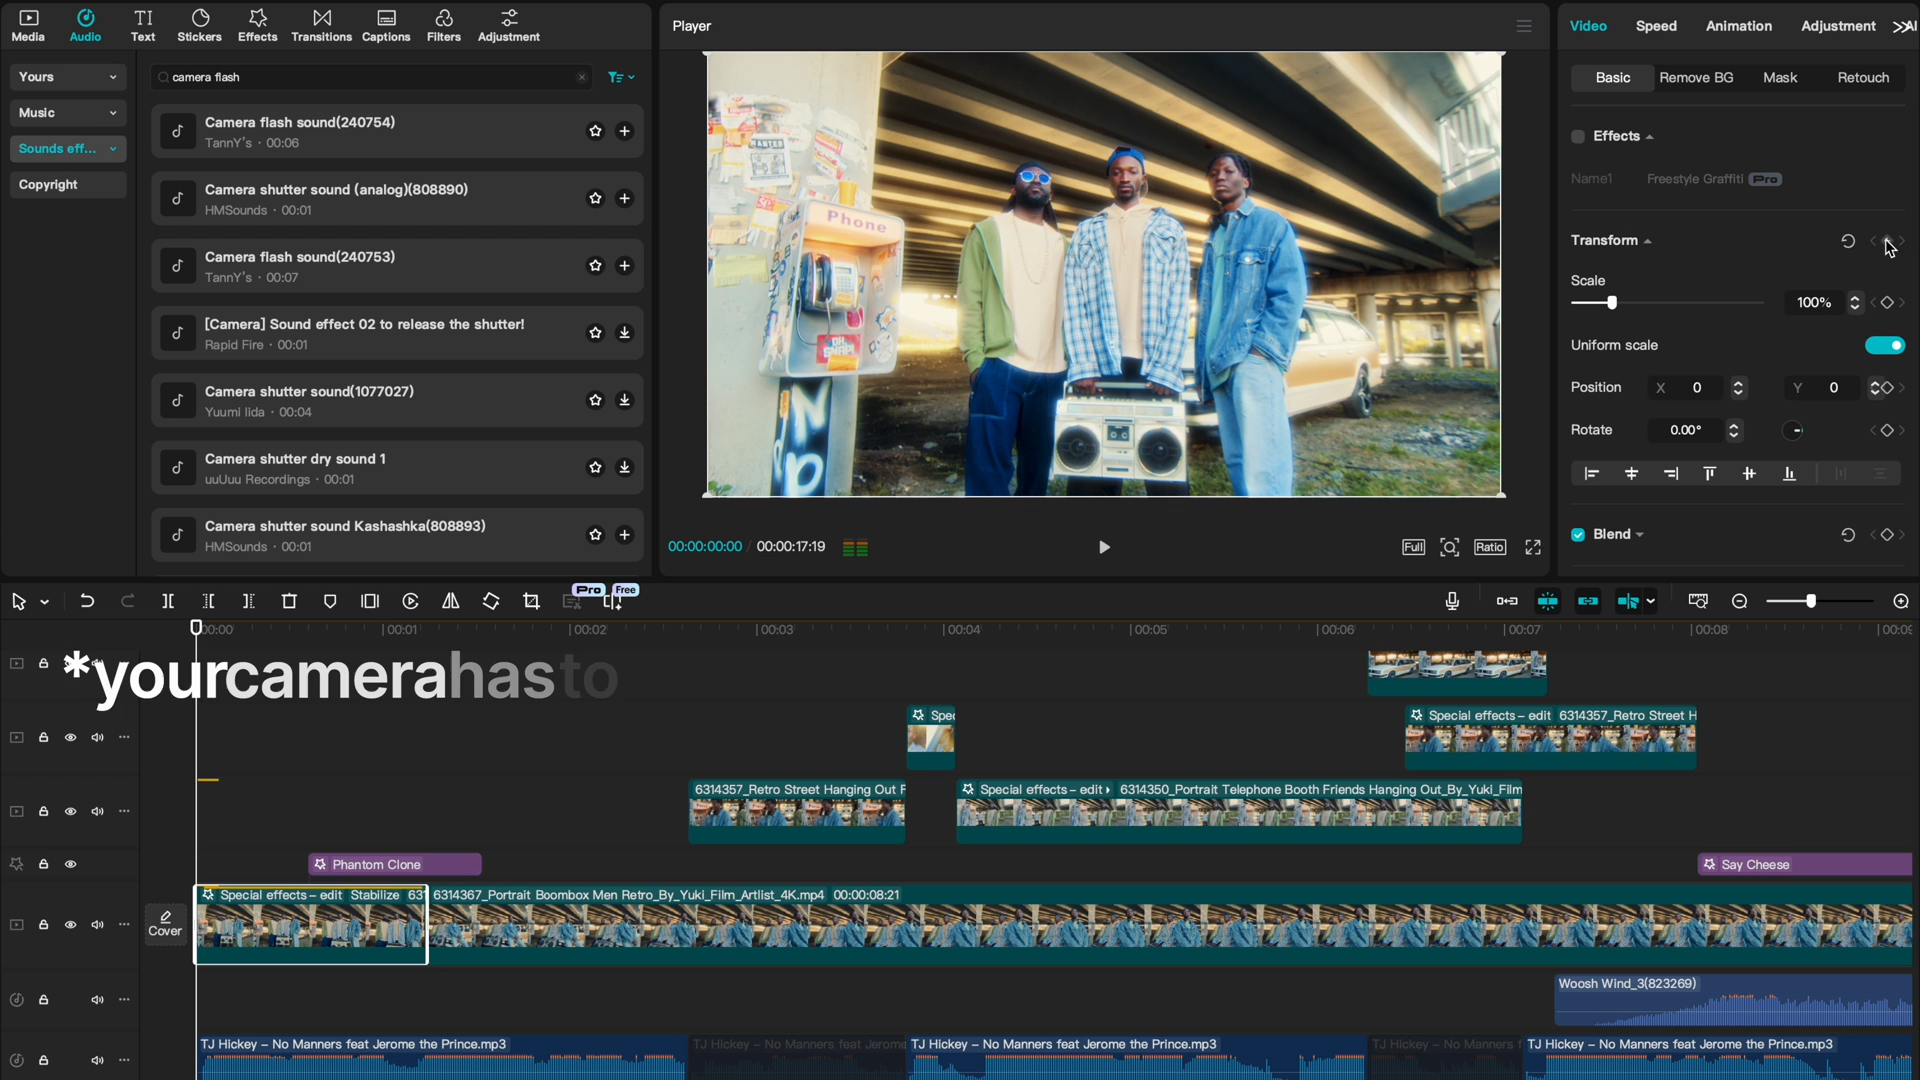 Media
Audio
Text
Stickers
Effects
Transitions
Captions
Filters
Adjustment
Yours
Music
Sounds eff...
Copyright
camera flash
Camera flash sound(240754)
TannY's · 00:06
Camera shutter sound (analog)(808890)
HMSounds · 00:01
Camera flash sound(240753)
TannY's · 00:07
[Camera] Sound effect 02 to release the shutter!
Rapid Fire · 00:01
Camera shutter sound(1077027)
Yuumi Iida · 00:04
Camera shutter dry sound 1
uuUuu Recordings · 00:01
Camera shutter sound Kashashka(808893)
HMSounds · 00:01
Player
WANTED
Phone
OH SNAP!
00:00:00:00 / 00:00:17:19
Full
Ratio
Video
Speed
Animation
Adjustment
AI
Basic
Remove BG
Mask
Retouch
Effects
Name1
Freestyle Graffiti Pro
Transform
Scale
100%
Uniform scale
Position
X 0
Y 0
Rotate
0.00°
Blend
Pro
Free
00:00
00:01
00:02
00:03
00:04
00:05
00:06
00:07
00:08
00:09
*yourcamerahasto
Spec
Special effects – edit 6314357_Retro Street H
6314357_Retro Street Hanging Out F
Special effects – edit 6314350_Portrait Telephone Booth Friends Hanging Out_By_Yuki_Film
Phantom Clone
Say Cheese
Cover
Special effects – edit Stabilize 631
6314367_Portrait Boombox Men Retro_By_Yuki_Film_Artlist_4K.mp4 00:00:08:21
Woosh Wind_3(823269)
TJ Hickey – No Manners feat Jerome the Prince.mp3
TJ Hickey – No Manners feat Jerome
TJ Hickey – No Manners feat Jerome the Prince.mp3
TJ Hickey – No Manners f
TJ Hickey – No Manners feat Jerome the Prince.mp3